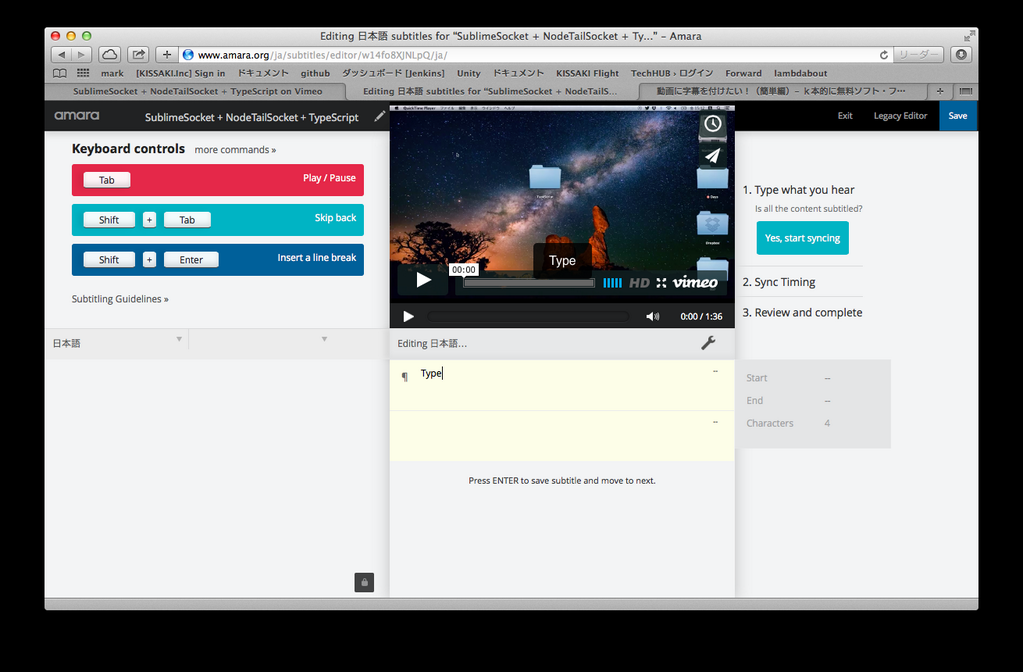 Editing 日本語 subtitles for “SublimeSocket + NodeTailSocket + Ty...” – Amara
www.amara.org/ja/subtitles/editor/w14fo8XJNLpQ/ja/
リーダー
mark [KISSAKI.Inc] Sign in ドキュメント github ダッシュボード [Jenkins] Unity ドキュメント KISSAKI Flight TechHUB › ログイン Forward lambdabout
SublimeSocket + NodeTailSocket + TypeScript on Vimeo
Editing 日本語 subtitles for “SublimeSocket + NodeTailS...
動画に字幕を付けたい！（簡単編）– k本的に無料ソフト・フ…
amara
SublimeSocket + NodeTailSocket + TypeScript
Exit
Legacy Editor
Save
Keyboard controls more commands »
Tab Play / Pause
Shift + Tab Skip back
Shift + Enter Insert a line break
Subtitling Guidelines »
日本語
Dropbox
Type
00:00
HD vimeo
0:00 / 1:36
Editing 日本語...
¶ Type –
–
Press ENTER to save subtitle and move to next.
1. Type what you hear
Is all the content subtitled?
Yes, start syncing
2. Sync Timing
3. Review and complete
Start --
End --
Characters 4